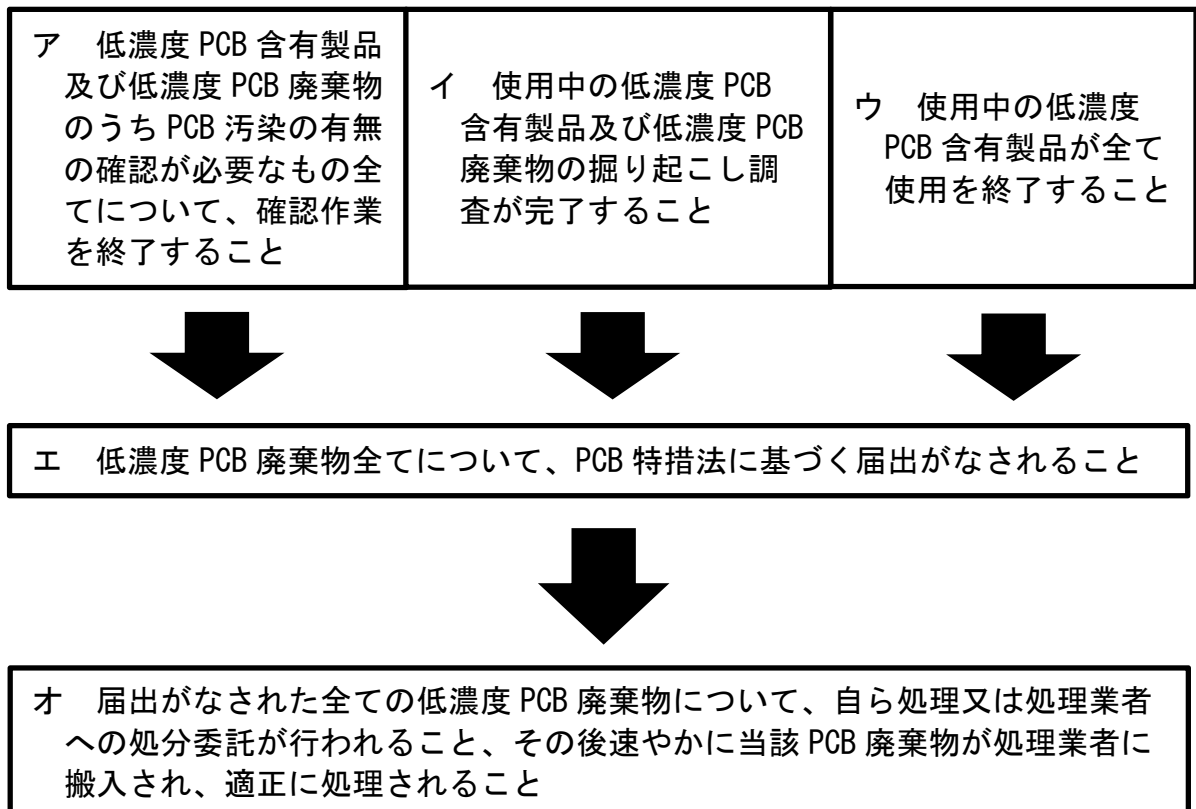 ア　低濃度 PCB 含有製品
及び低濃度 PCB 廃棄物
のうち PCB 汚染の有無
の確認が必要なもの全
てについて、確認作業
を終了すること
イ　使用中の低濃度 PCB
含有製品及び低濃度 PCB
廃棄物の掘り起こし調
査が完了すること
ウ　使用中の低濃度
PCB 含有製品が全て
使用を終了すること
エ　低濃度 PCB 廃棄物全てについて、PCB 特措法に基づく届出がなされること
オ　届出がなされた全ての低濃度 PCB 廃棄物について、自ら処理又は処理業者
への処分委託が行われること、その後速やかに当該 PCB 廃棄物が処理業者に
搬入され、適正に処理されること